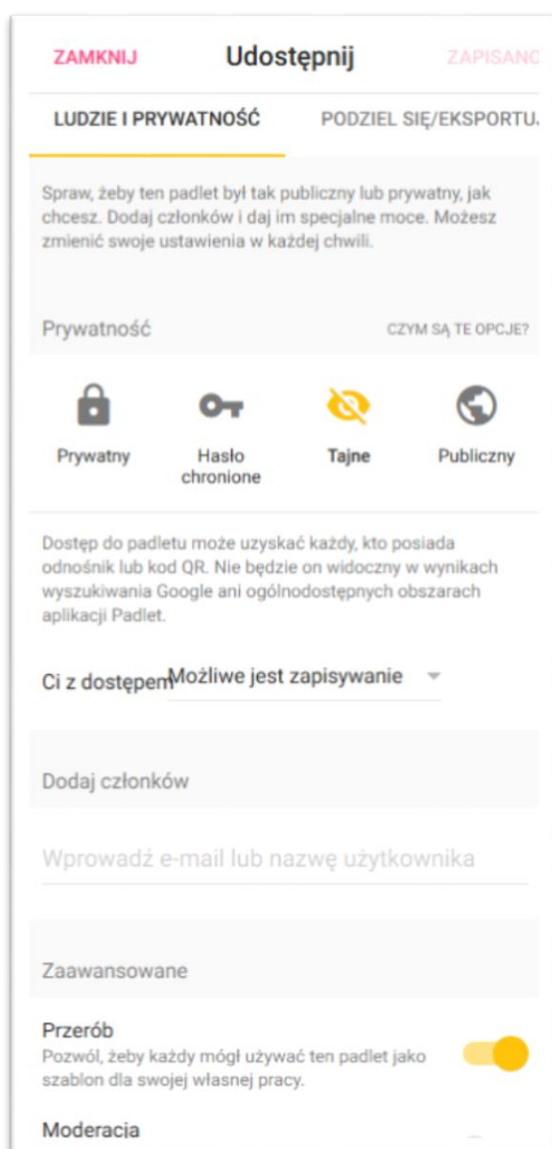 ZAMKNIJ Udostępnij ZAPISANO
LUDZIE I PRYWATNOŚĆ PODZIEL SIĘ/EKSPORTU
Spraw, żeby ten padlet był tak publiczny lub prywatny, jak
chcesz. Dodaj członków i daj im specjalne moce. Możesz
zmienić swoje ustawienia w każdej chwili.
Prywatność CZYM SĄ TE OPCJE?
Prywatny Hasło Tajne Publiczny
chronione
Dostęp do padletu może uzyskać każdy, kto posiada
odnośnik lub kod QR. Nie będzie on widoczny w wynikach
wyszukiwania Google ani ogólnodostępnych obszarach
aplikacji Padlet.
Ci z dostępem Możliwe jest zapisywanie
Dodaj członków
Wprowadź e-mail lub nazwę użytkownika
Zaawansowane
Przerób
Pozwól, żeby każdy mógł używać ten padlet jako
szablon dla swojej własnej pracy.
Moderacja